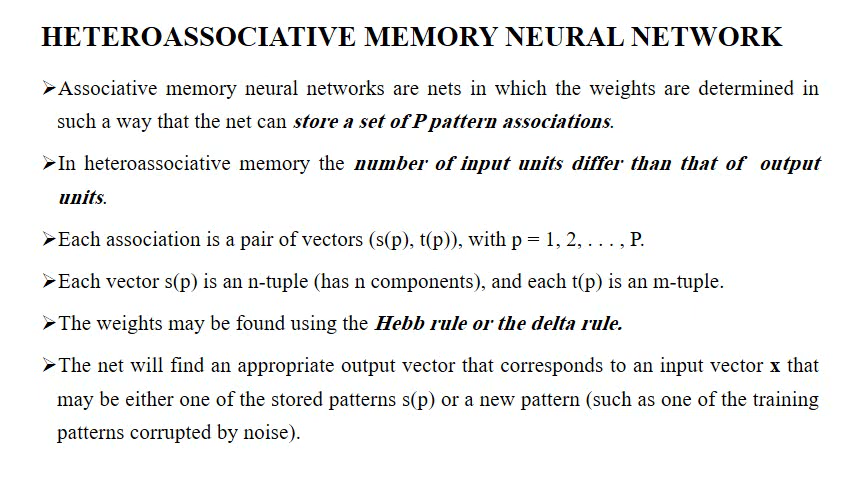 HETEROASSOCIATIVE MEMORY NEURAL NETWORK
➢Associative memory neural networks are nets in which the weights are determined in
such a way that the net can store a set of P pattern associations.
➢In heteroassociative memory the number of input units differ than that of output
units.
➢Each association is a pair of vectors (s(p), t(p)), with p = 1, 2, . . . , P.
➢Each vector s(p) is an n-tuple (has n components), and each t(p) is an m-tuple.
➢The weights may be found using the Hebb rule or the delta rule.
➢The net will find an appropriate output vector that corresponds to an input vector x that
may be either one of the stored patterns s(p) or a new pattern (such as one of the training
patterns corrupted by noise).